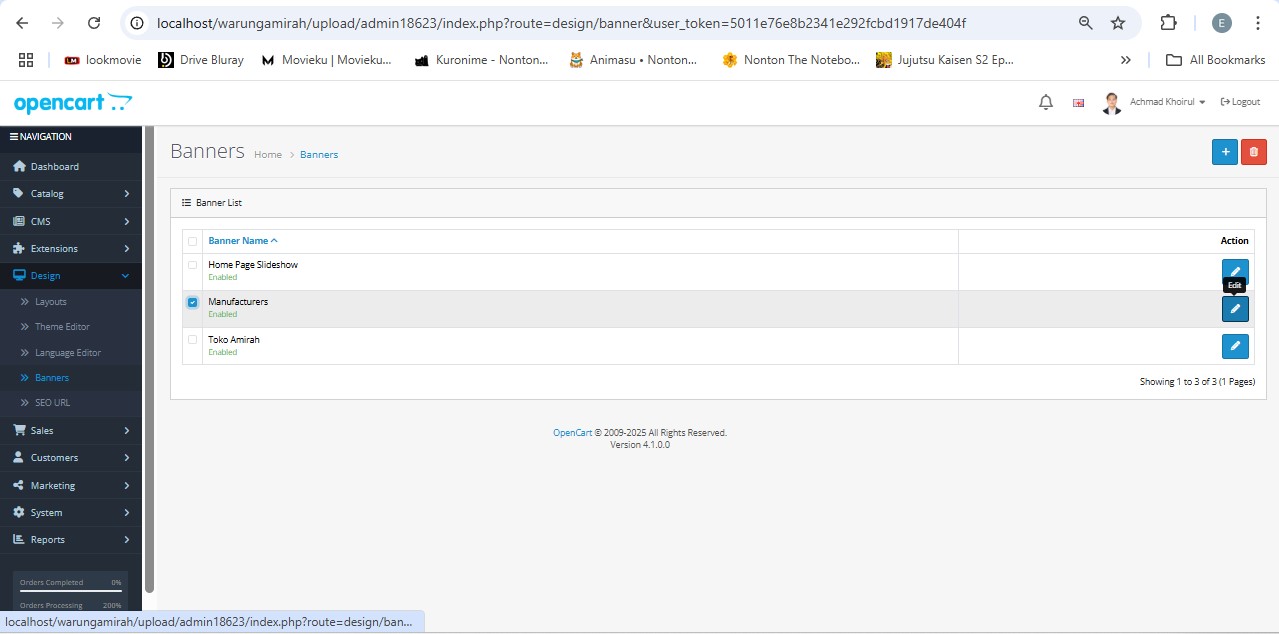 localhost/warungamirah/upload/admin18623/index.php?route=design/banner&user_token=5011e76e8b2341e292fcbd1917de404f
E
lookmovie
Drive Bluray
Movieku | Movieku...
Kuronime - Nonton...
Animasu • Nonton...
Nonton The Notebo...
Jujutsu Kaisen S2 Ep...
All Bookmarks
opencart
Achmad Khoirul
Logout
NAVIGATION
Dashboard
Catalog
CMS
Extensions
Design
Layouts
Theme Editor
Language Editor
Banners
SEO URL
Sales
Customers
Marketing
System
Reports
Orders Completed 0%
Orders Processing 200%
Banners Home > Banners
Banner List
Banner Name Action
Home Page Slideshow
Enabled
Edit
Manufacturers
Enabled
Toko Amirah
Enabled
Showing 1 to 3 of 3 (1 Pages)
OpenCart © 2009-2025 All Rights Reserved.
Version 4.1.0.0
localhost/warungamirah/upload/admin18623/index.php?route=design/ban...